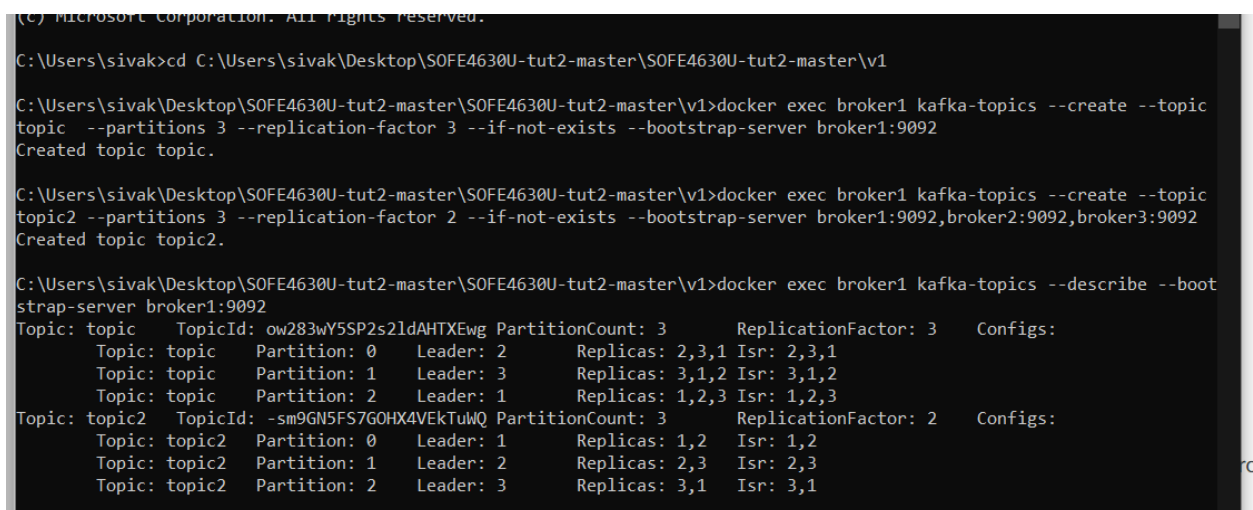 (c) Microsoft Corporation. All rights reserved.
C:\Users\sivak>cd C:\Users\sivak\Desktop\SOFE4630U-tut2-master\SOFE4630U-tut2-master\v1
C:\Users\sivak\Desktop\SOFE4630U-tut2-master\SOFE4630U-tut2-master\v1>docker exec broker1 kafka-topics --create --topic
topic  --partitions 3 --replication-factor 3 --if-not-exists --bootstrap-server broker1:9092
Created topic topic.
C:\Users\sivak\Desktop\SOFE4630U-tut2-master\SOFE4630U-tut2-master\v1>docker exec broker1 kafka-topics --create --topic
topic2 --partitions 3 --replication-factor 2 --if-not-exists --bootstrap-server broker1:9092,broker2:9092,broker3:9092
Created topic topic2.
C:\Users\sivak\Desktop\SOFE4630U-tut2-master\SOFE4630U-tut2-master\v1>docker exec broker1 kafka-topics --describe --boot
strap-server broker1:9092
Topic: topic    TopicId: ow283wY5SP2s2ldAHTXEwg PartitionCount: 3       ReplicationFactor: 3    Configs:
        Topic: topic    Partition: 0    Leader: 2       Replicas: 2,3,1 Isr: 2,3,1
        Topic: topic    Partition: 1    Leader: 3       Replicas: 3,1,2 Isr: 3,1,2
        Topic: topic    Partition: 2    Leader: 1       Replicas: 1,2,3 Isr: 1,2,3
Topic: topic2   TopicId: -sm9GN5FS7GOHX4VEkTuWQ PartitionCount: 3       ReplicationFactor: 2    Configs:
        Topic: topic2   Partition: 0    Leader: 1       Replicas: 1,2   Isr: 1,2
        Topic: topic2   Partition: 1    Leader: 2       Replicas: 2,3   Isr: 2,3
        Topic: topic2   Partition: 2    Leader: 3       Replicas: 3,1   Isr: 3,1